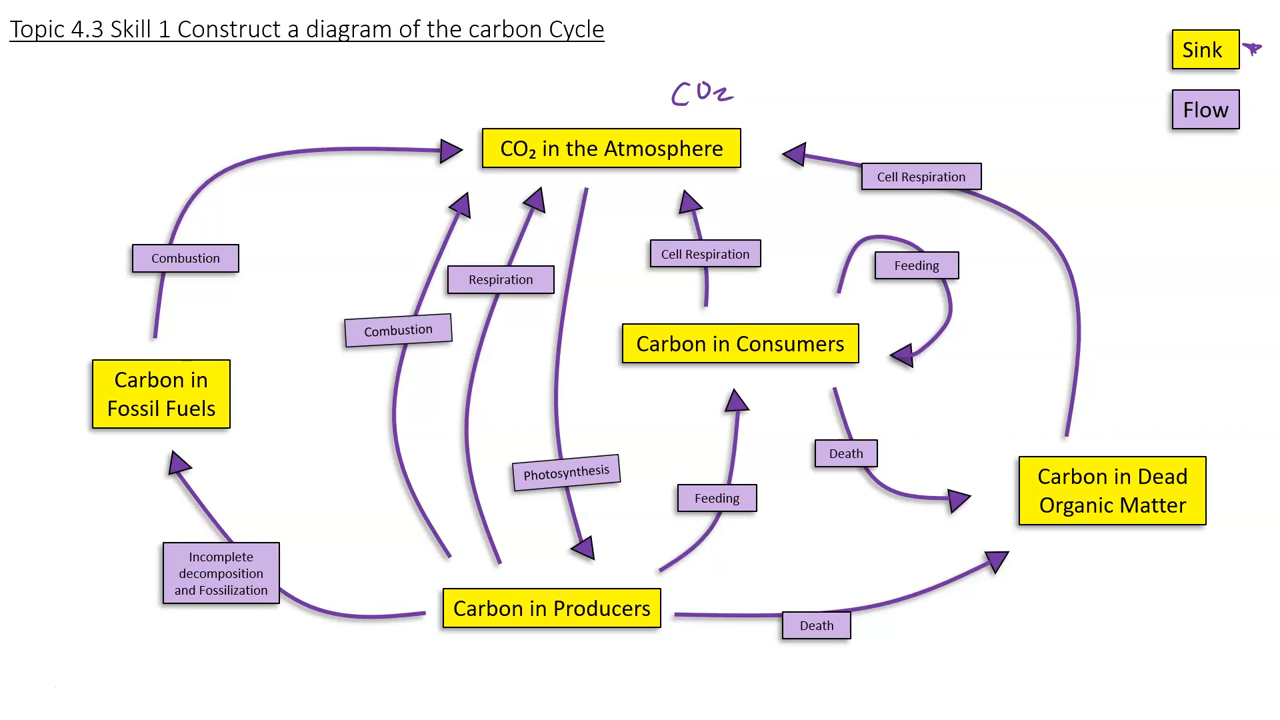 Topic 4.3 Skill 1 Construct a diagram of the carbon Cycle
Sink
Flow
CO2
CO₂ in the Atmosphere
Cell Respiration
Combustion
Respiration
Cell Respiration
Feeding
Combustion
Carbon in Consumers
Carbon in
Fossil Fuels
Photosynthesis
Feeding
Death
Carbon in Dead
Organic Matter
Incomplete
decomposition
and Fossilization
Carbon in Producers
Death